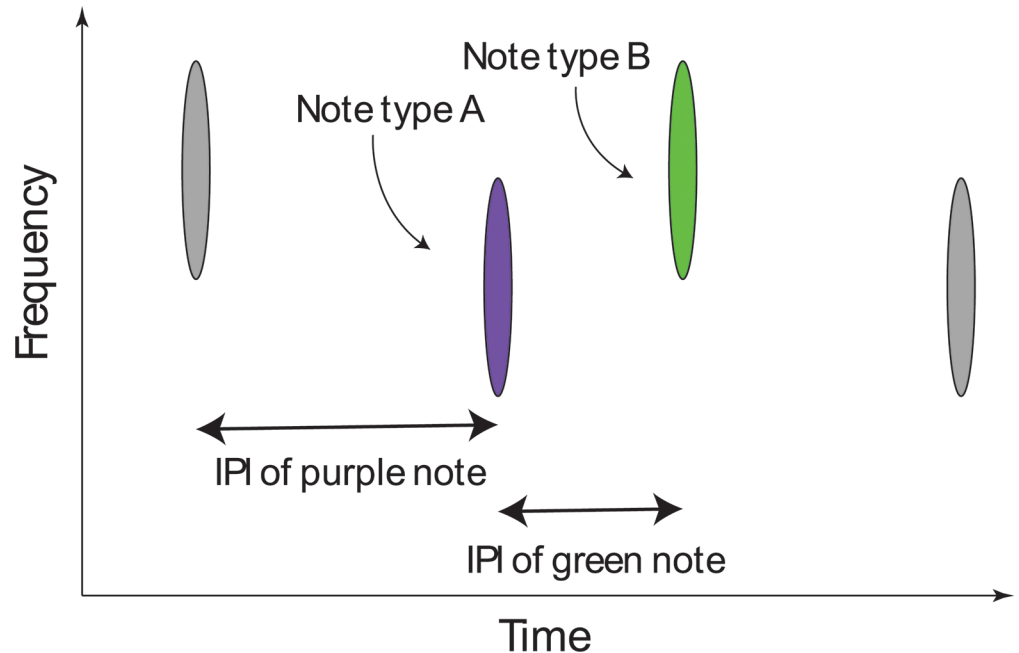 Note type B
Note type A
Frequency
IPI of purple note
IPI of green note
Time